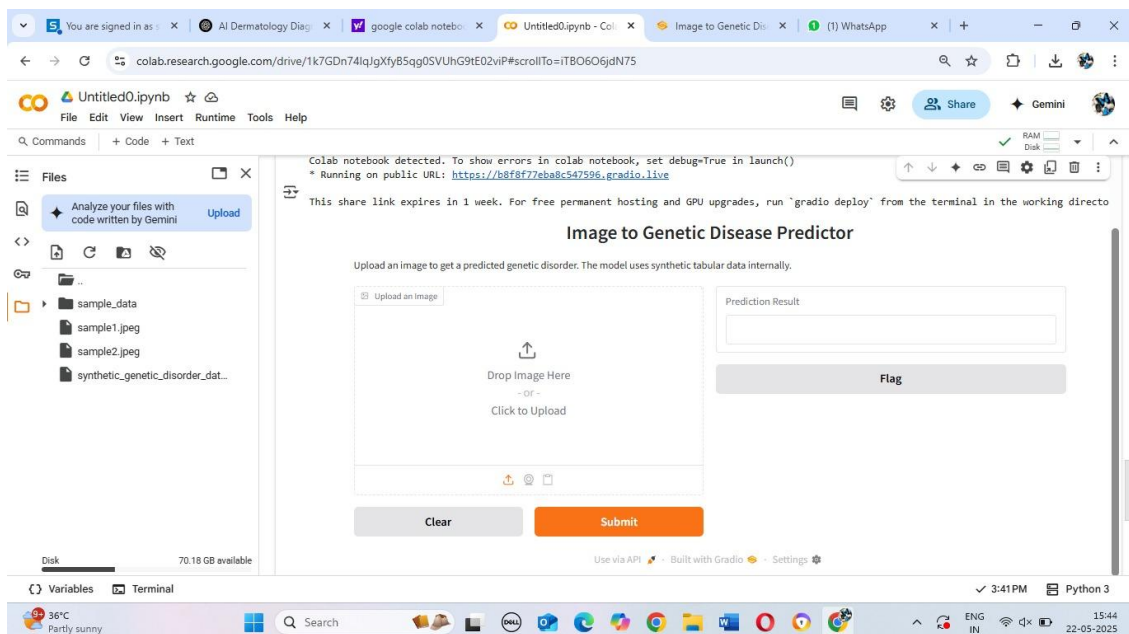 You are signed in as s
AI Dermatology Diag
google colab noteboo
Untitled0.ipynb - Col
Image to Genetic Dis
(1) WhatsApp
colab.research.google.com/drive/1k7GDn74lqJgXfyB5qg0SVUhG9tE02viP#scrollTo=iTBO6O6jdN75
Untitled0.ipynb
File Edit View Insert Runtime Tools Help
Share
Gemini
Commands + Code + Text
RAM
Disk
Files
Analyze your files with
code written by Gemini
Upload
..
sample_data
sample1.jpeg
sample2.jpeg
synthetic_genetic_disorder_dat...
Disk 70.18 GB available
Colab notebook detected. To show errors in colab notebook, set debug=True in launch()
* Running on public URL: https://b8f8f77eba8c547596.gradio.live
This share link expires in 1 week. For free permanent hosting and GPU upgrades, run `gradio deploy` from the terminal in the working directo
Image to Genetic Disease Predictor
Upload an image to get a predicted genetic disorder. The model uses synthetic tabular data internally.
Upload an image
Drop Image Here
- or -
Click to Upload
Clear
Submit
Prediction Result
Flag
Use via API · Built with Gradio · Settings
Variables Terminal
3:41 PM Python 3
9+
36°C
Partly sunny
Search
DELL
ENG
IN
15:44
22-05-2025